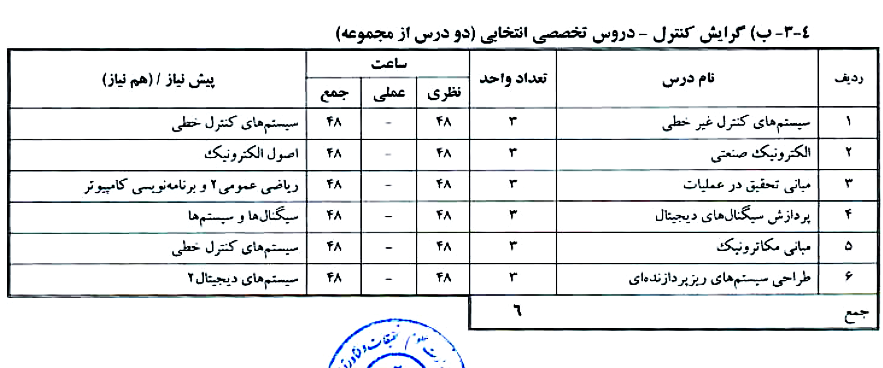 ۴-۳- ب) گرایش کنترل - دروس تخصصی انتخابی (دو درس از مجموعه)
ردیف نام درس تعداد واحد ساعت پیش نیاز / (هم نیاز)
نظری عملی جمع
۱ سیستم‌های کنترل غیر خطی ۳ ۴۸ - ۴۸ سیستم‌های کنترل خطی
۲ الکترونیک صنعتی ۳ ۴۸ - ۴۸ اصول الکترونیک
۳ مبانی تحقیق در عملیات ۳ ۴۸ - ۴۸ ریاضی عمومی۲ و برنامه‌نویسی کامپیوتر
۴ پردازش سیگنال‌های دیجیتال ۳ ۴۸ - ۴۸ سیگنال‌ها و سیستم‌ها
۵ مبانی مکاترونیک ۳ ۴۸ - ۴۸ سیستم‌های کنترل خطی
۶ طراحی سیستم‌های ریزپردازنده‌ای ۳ ۴۸ - ۴۸ سیستم‌های دیجیتال۲
جمع ۶
علوم تحقیقات و فناوری